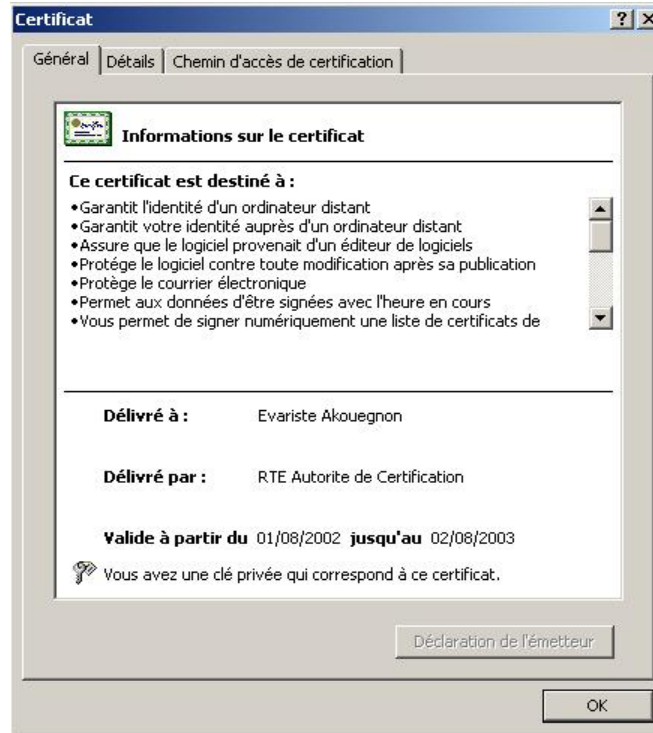 Certificat
Général Détails Chemin d'accès de certification
Informations sur le certificat
Ce certificat est destiné à :
•Garantit l'identité d'un ordinateur distant
•Garantit votre identité auprès d'un ordinateur distant
•Assure que le logiciel provenait d'un éditeur de logiciels
•Protége le logiciel contre toute modification après sa publication
•Protège le courrier électronique
•Permet aux données d'être signées avec l'heure en cours
•Vous permet de signer numériquement une liste de certificats de
Délivré à : Evariste Akouegnon
Délivré par : RTE Autorite de Certification
Valide à partir du 01/08/2002 jusqu'au 02/08/2003
Vous avez une clé privée qui correspond à ce certificat.
Déclaration de l'émetteur
OK